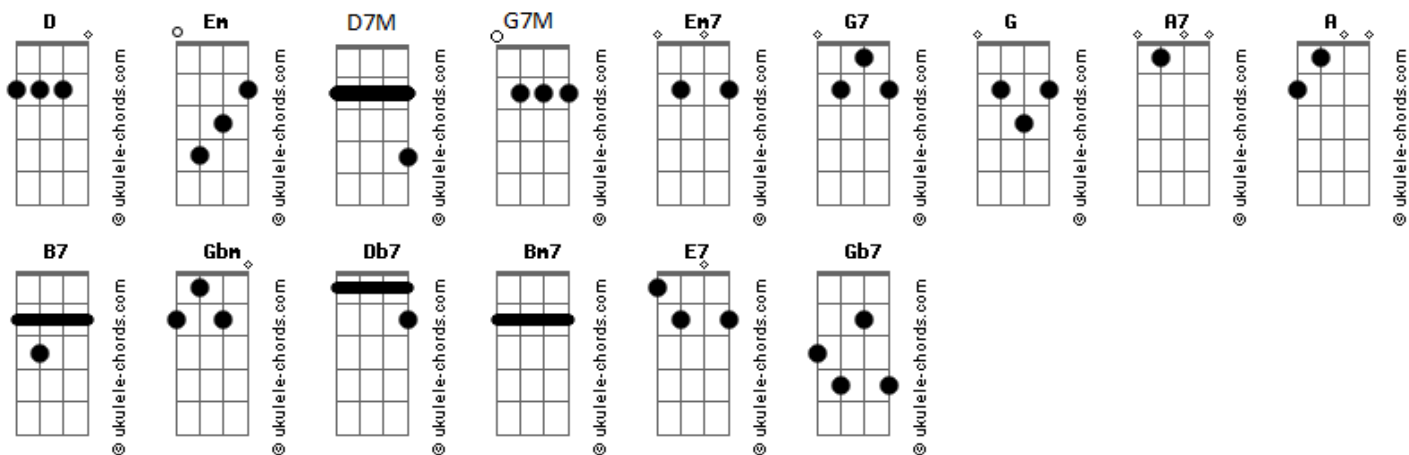 D Em D7M G7M Em7 G7 G A7 A
© ukulele-chords.com © ukulele-chords.com © ukulele-chords.com © ukulele-chords.com © ukulele-chords.com © ukulele-chords.com © ukulele-chords.com © ukulele-chords.com © ukulele-chords.com
B7 Gbm Db7 Bm7 E7 Gb7
© ukulele-chords.com © ukulele-chords.com © ukulele-chords.com © ukulele-chords.com © ukulele-chords.com © ukulele-chords.com